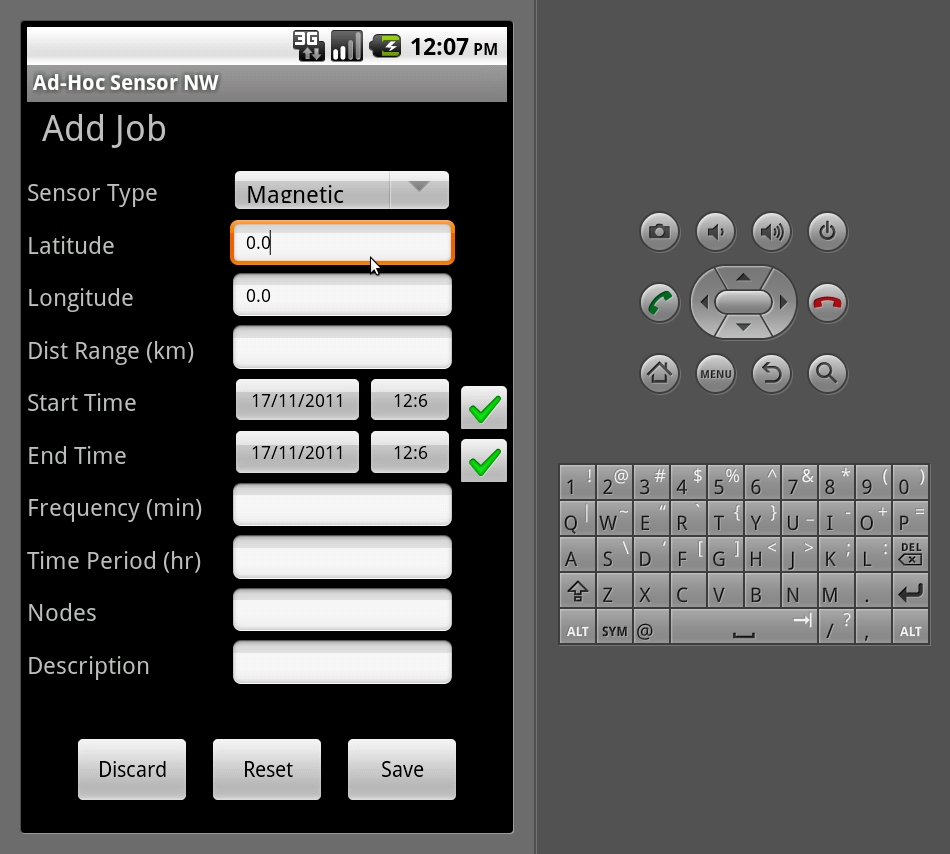 3G 12:07 PM
Ad-Hoc Sensor NW
Add Job
Sensor Type Magnetic
Latitude 0.0
Longitude 0.0
Dist Range (km)
Start Time 17/11/2011 12:6
End Time 17/11/2011 12:6
Frequency (min)
Time Period (hr)
Nodes
Description
Discard Reset Save
MENU
1 ! 2 @ 3 # 4 $ 5 % 6 ^ 7 & 8 * 9 ( 0 )
Q | W ~ E “ R ` T { Y } U _ I - O + P =
A S \ D ‘ F [ G ] H < J > K ; L : DEL
Z X C V B N M .
ALT SYM @ / ? , ALT